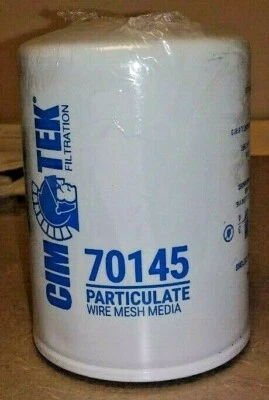 CIM-TEK®
FILTRATION
70145
PARTICULATE
WIRE MESH MEDIA